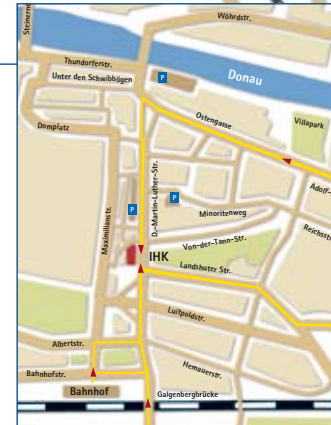 Steinerne
Wöhrdstr.
Thundorferstr.
Donau
Unter den Schwibbögen
P
Ostengasse
Villapark
Domplatz
Adolf-
P
D.-Martin-Luther-Str.
P
Minoritenweg
Maximilianstr.
Reichsstr
Von-der-Tann-Str.
IHK
Landshuter Str.
Luitpoldstr.
Albertstr.
Hemauerstr.
Bahnhofstr.
Bahnhof
Galgenbergbrücke